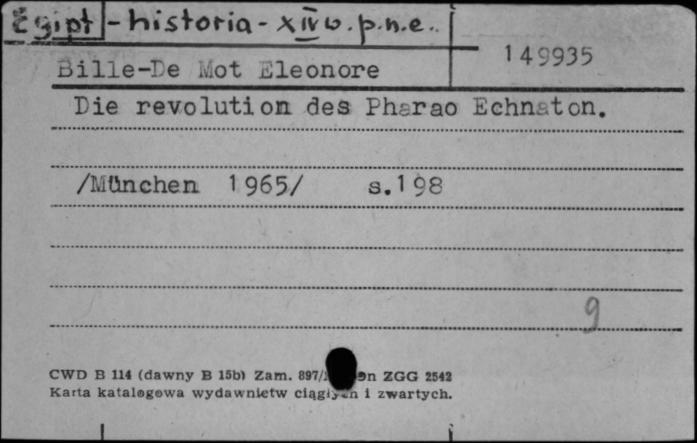 Egipt - historia - XIV w. p.n.e.
149935
Bille-De Mot Eleonore
Die revolution des Pharao Echnaton.
/München 1965/ s.198
9
CWD B 114 (dawny B 15b) Zam. 897/ ZGG 2542
Karta katalogowa wydawnictw ciągłych i zwartych.